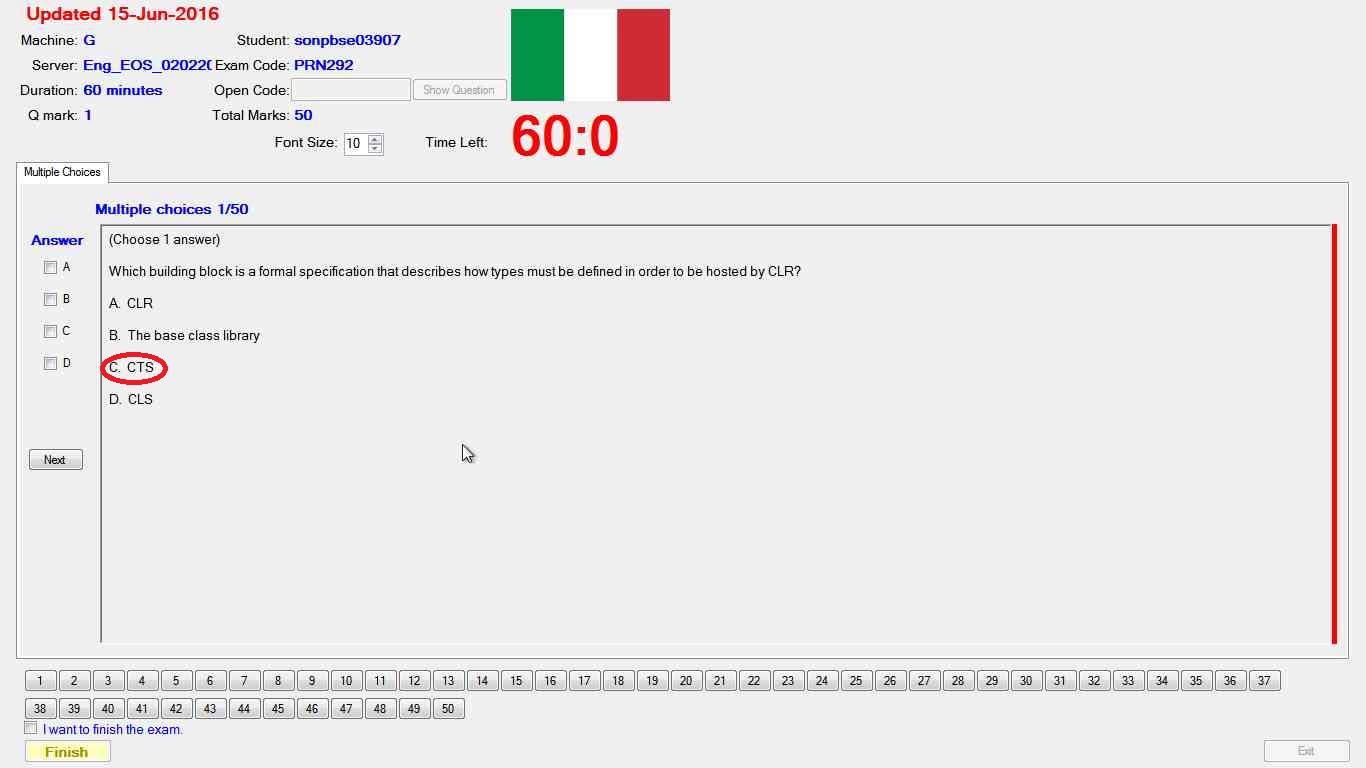 Updated 15-Jun-2016
Machine: G Student: sonpbse03907
Server: Eng_EOS_02022( Exam Code: PRN292
Duration: 60 minutes Open Code: Show Question
Q mark: 1 Total Marks: 50
Font Size: 10 Time Left: 60:0
Multiple Choices
Multiple choices 1/50
Answer
(Choose 1 answer)
A
Which building block is a formal specification that describes how types must be defined in order to be hosted by CLR?
B
A. CLR
C
B. The base class library
D
C. CTS
D. CLS
Next
1 2 3 4 5 6 7 8 9 10 11 12 13 14 15 16 17 18 19 20 21 22 23 24 25 26 27 28 29 30 31 32 33 34 35 36 37
38 39 40 41 42 43 44 45 46 47 48 49 50
I want to finish the exam.
Finish Exit